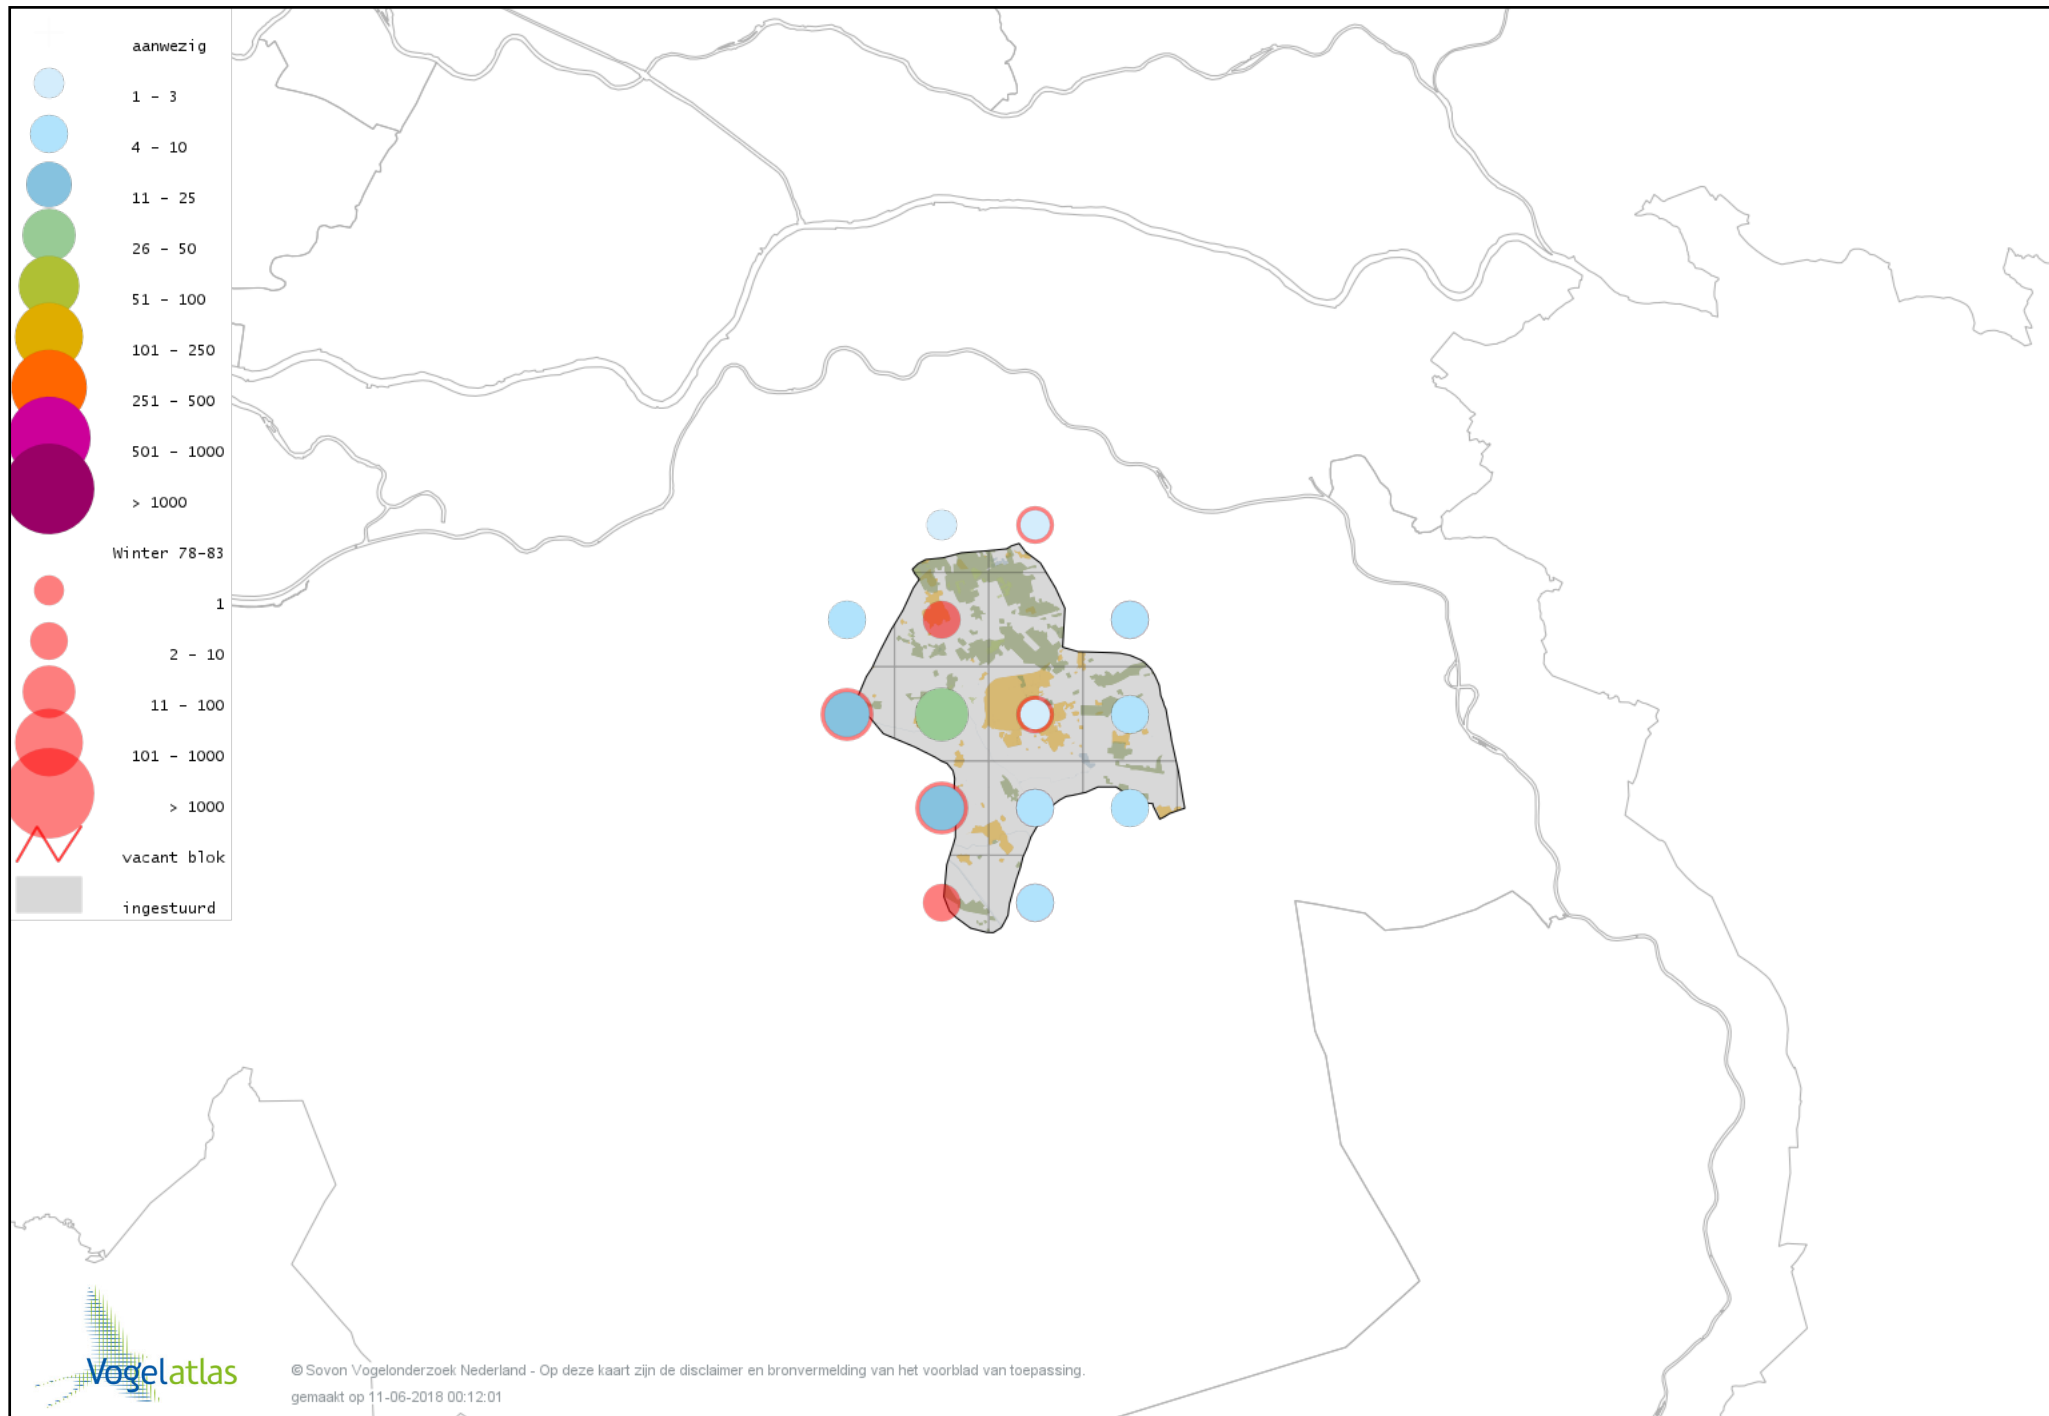 aanwezig
1 - 3
4 - 10
11 - 25
26 - 50
51 - 100
101 - 250
251 - 500
501 - 1000
> 1000
Winter 78-83
1
2 - 10
11 - 100
101 - 1000
> 1000
vacant blok
ingestuurd
Vogelatlas
© Sovon Vogelonderzoek Nederland - Op deze kaart zijn de disclaimer en bronvermelding van het voorblad van toepassing.
gemaakt op 11-06-2018 00:12:01